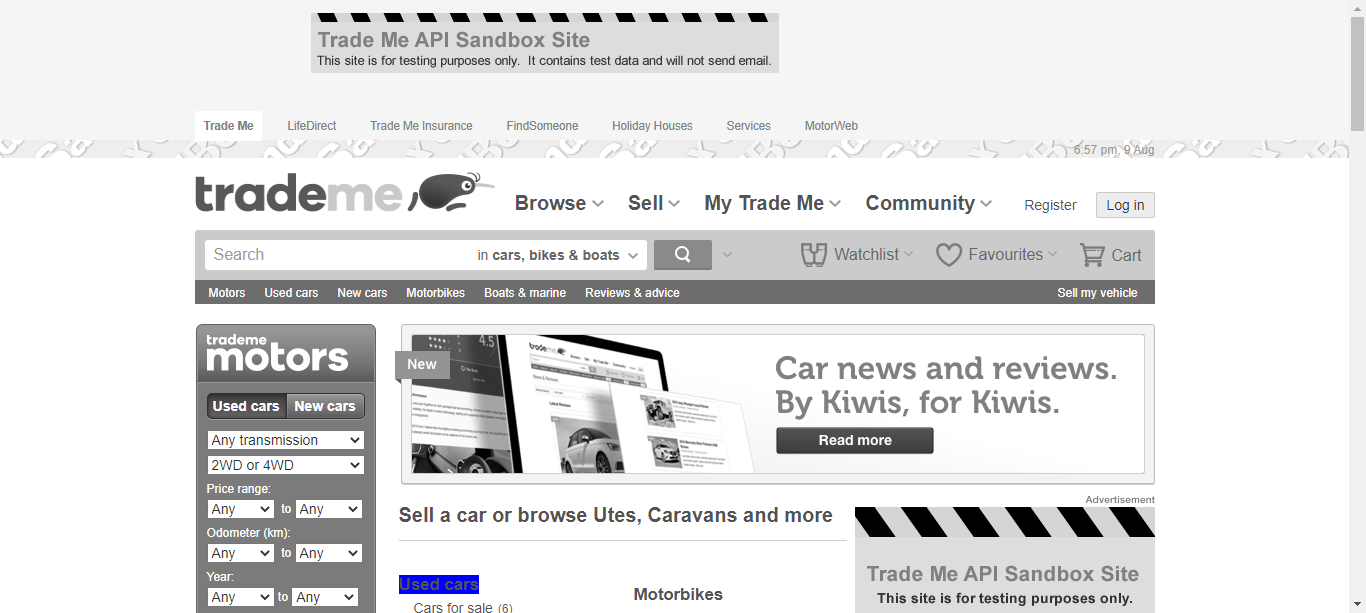 Trade Me API Sandbox Site
This site is for testing purposes only. It contains test data and will not send email.
Trade Me LifeDirect Trade Me Insurance FindSomeone Holiday Houses Services MotorWeb
6:57 pm, 9 Aug
trademe Browse Sell My Trade Me Community Register Log in
Search in cars, bikes & boats Watchlist Favourites Cart
Motors Used cars New cars Motorbikes Boats & marine Reviews & advice Sell my vehicle
trademe
motors
Used cars New cars
Any transmission
2WD or 4WD
Price range:
Any to Any
Odometer (km):
Any to Any
Year:
Any to Any
New
Car news and reviews.
By Kiwis, for Kiwis.
Read more
Advertisement
Sell a car or browse Utes, Caravans and more
Used cars
Cars for sale (6)
Motorbikes
Trade Me API Sandbox Site
This site is for testing purposes only.